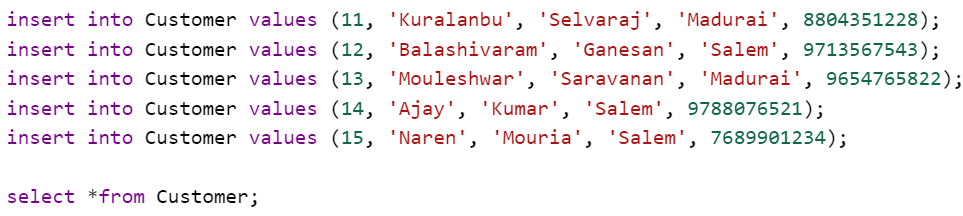 insert into Customer values (11, 'Kuralanbu', 'Selvaraj', 'Madurai', 8804351228);
insert into Customer values (12, 'Balashivaram', 'Ganesan', 'Salem', 9713567543);
insert into Customer values (13, 'Mouleshwar', 'Saravanan', 'Madurai', 9654765822);
insert into Customer values (14, 'Ajay', 'Kumar', 'Salem', 9788076521);
insert into Customer values (15, 'Naren', 'Mouria', 'Salem', 7689901234);
select *from Customer;